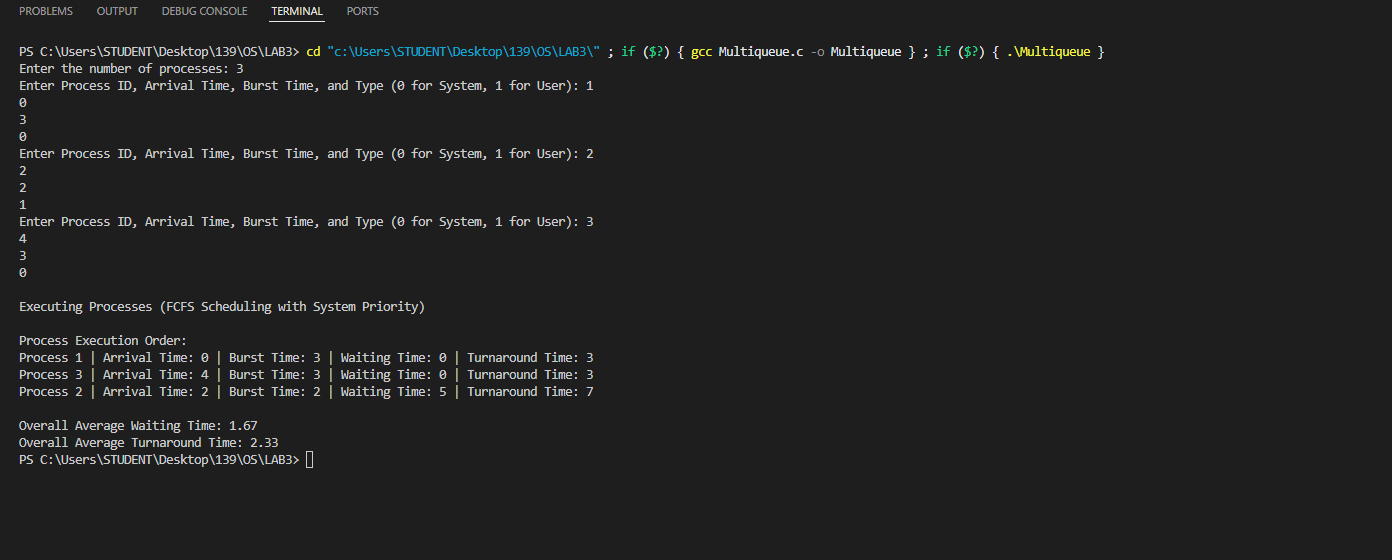 PROBLEMS OUTPUT DEBUG CONSOLE TERMINAL PORTS
PS C:\Users\STUDENT\Desktop\139\OS\LAB3> cd "c:\Users\STUDENT\Desktop\139\OS\LAB3\" ; if ($?) { gcc Multiqueue.c -o Multiqueue } ; if ($?) { .\Multiqueue }
Enter the number of processes: 3
Enter Process ID, Arrival Time, Burst Time, and Type (0 for System, 1 for User): 1
0
3
0
Enter Process ID, Arrival Time, Burst Time, and Type (0 for System, 1 for User): 2
2
2
1
Enter Process ID, Arrival Time, Burst Time, and Type (0 for System, 1 for User): 3
4
3
0
Executing Processes (FCFS Scheduling with System Priority)
Process Execution Order:
Process 1 | Arrival Time: 0 | Burst Time: 3 | Waiting Time: 0 | Turnaround Time: 3
Process 3 | Arrival Time: 4 | Burst Time: 3 | Waiting Time: 0 | Turnaround Time: 3
Process 2 | Arrival Time: 2 | Burst Time: 2 | Waiting Time: 5 | Turnaround Time: 7
Overall Average Waiting Time: 1.67
Overall Average Turnaround Time: 2.33
PS C:\Users\STUDENT\Desktop\139\OS\LAB3>